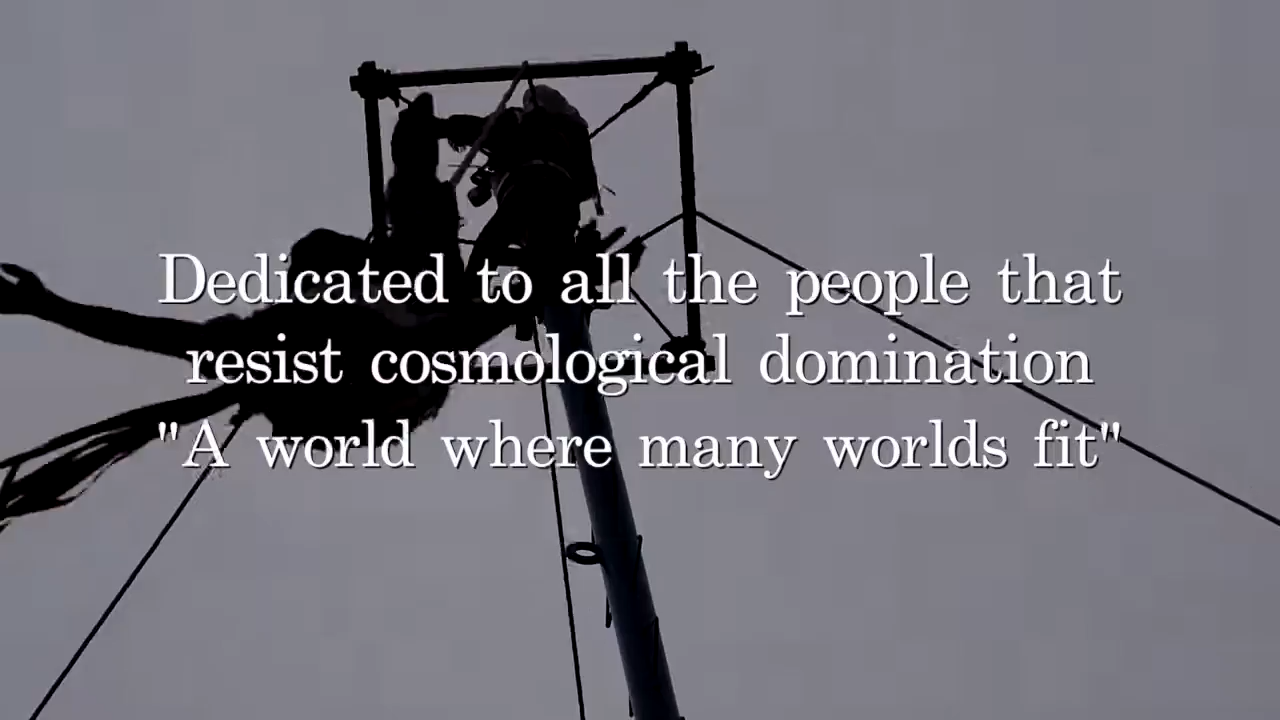 Dedicated to all the people that
resist cosmological domination
"A world where many worlds fit"